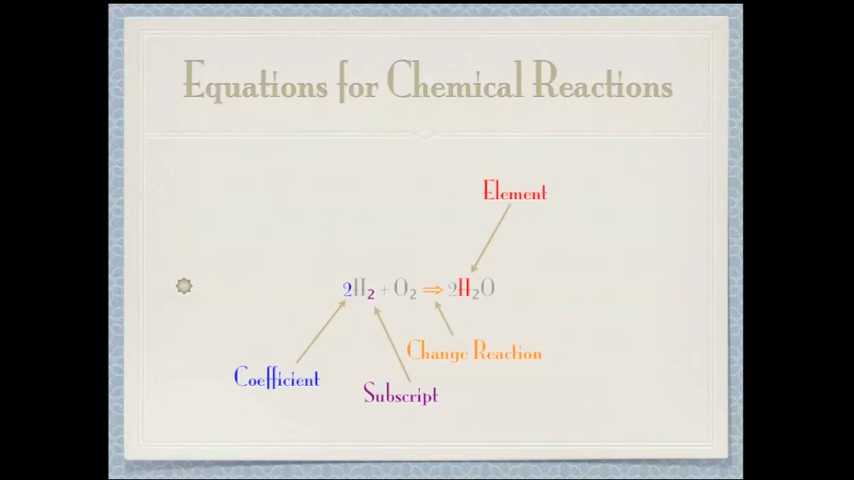 Equations for Chemical Reactions
Element
2H₂ + O₂ ⇒ 2H₂O
Change Reaction
Coefficient
Subscript